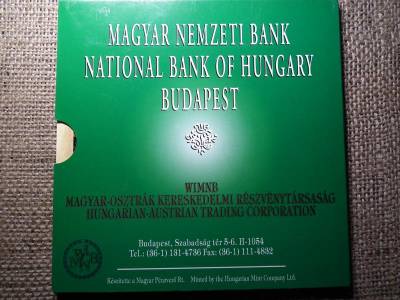 MAGYAR NEMZETI BANK
NATIONAL BANK OF HUNGARY
BUDAPEST
WIMNB
MAGYAR-OSZTRÁK KERESKEDELMI RÉSZVÉNYTÁRSASÁG
HUNGARIAN-AUSTRIAN TRADING CORPORATION
Budapest, Szabadság tér 5-6. H-1054
Tel.: (36-1) 131-4736 Fax: (36-1) 111-4832
Készítette a Magyar Pénzverő Rt. Minted by the Hungarian Mint Company Ltd.